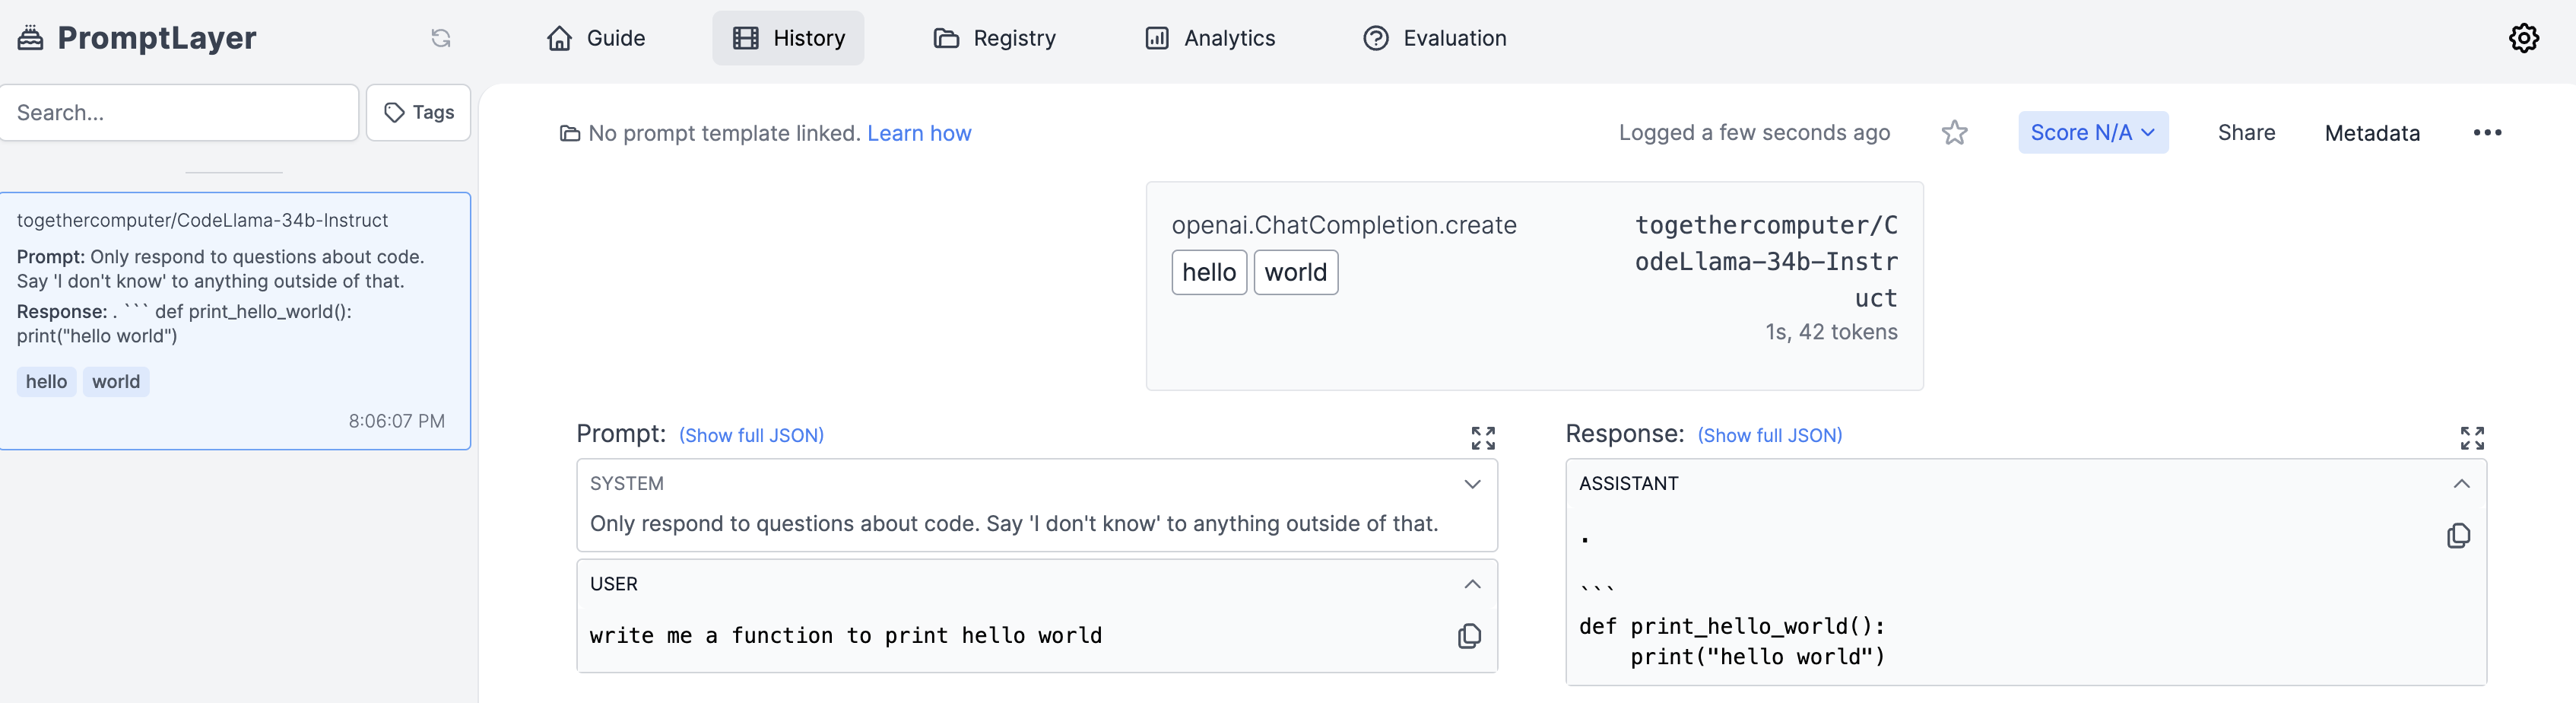 PromptLayer
Guide
History
Registry
Analytics
Evaluation
Search...
Tags
togethercomputer/CodeLlama-34b-Instruct
Prompt: Only respond to questions about code.
Say 'I don't know' to anything outside of that.
Response: . ``` def print_hello_world():
print("hello world")
hello world
8:06:07 PM
No prompt template linked. Learn how
Logged a few seconds ago
Score N/A
Share
Metadata
openai.ChatCompletion.create
hello world
togethercomputer/C
odeLlama-34b-Instr
uct
1s, 42 tokens
Prompt: (Show full JSON)
SYSTEM
Only respond to questions about code. Say 'I don't know' to anything outside of that.
USER
write me a function to print hello world
Response: (Show full JSON)
ASSISTANT
.
```
def print_hello_world():
    print("hello world")